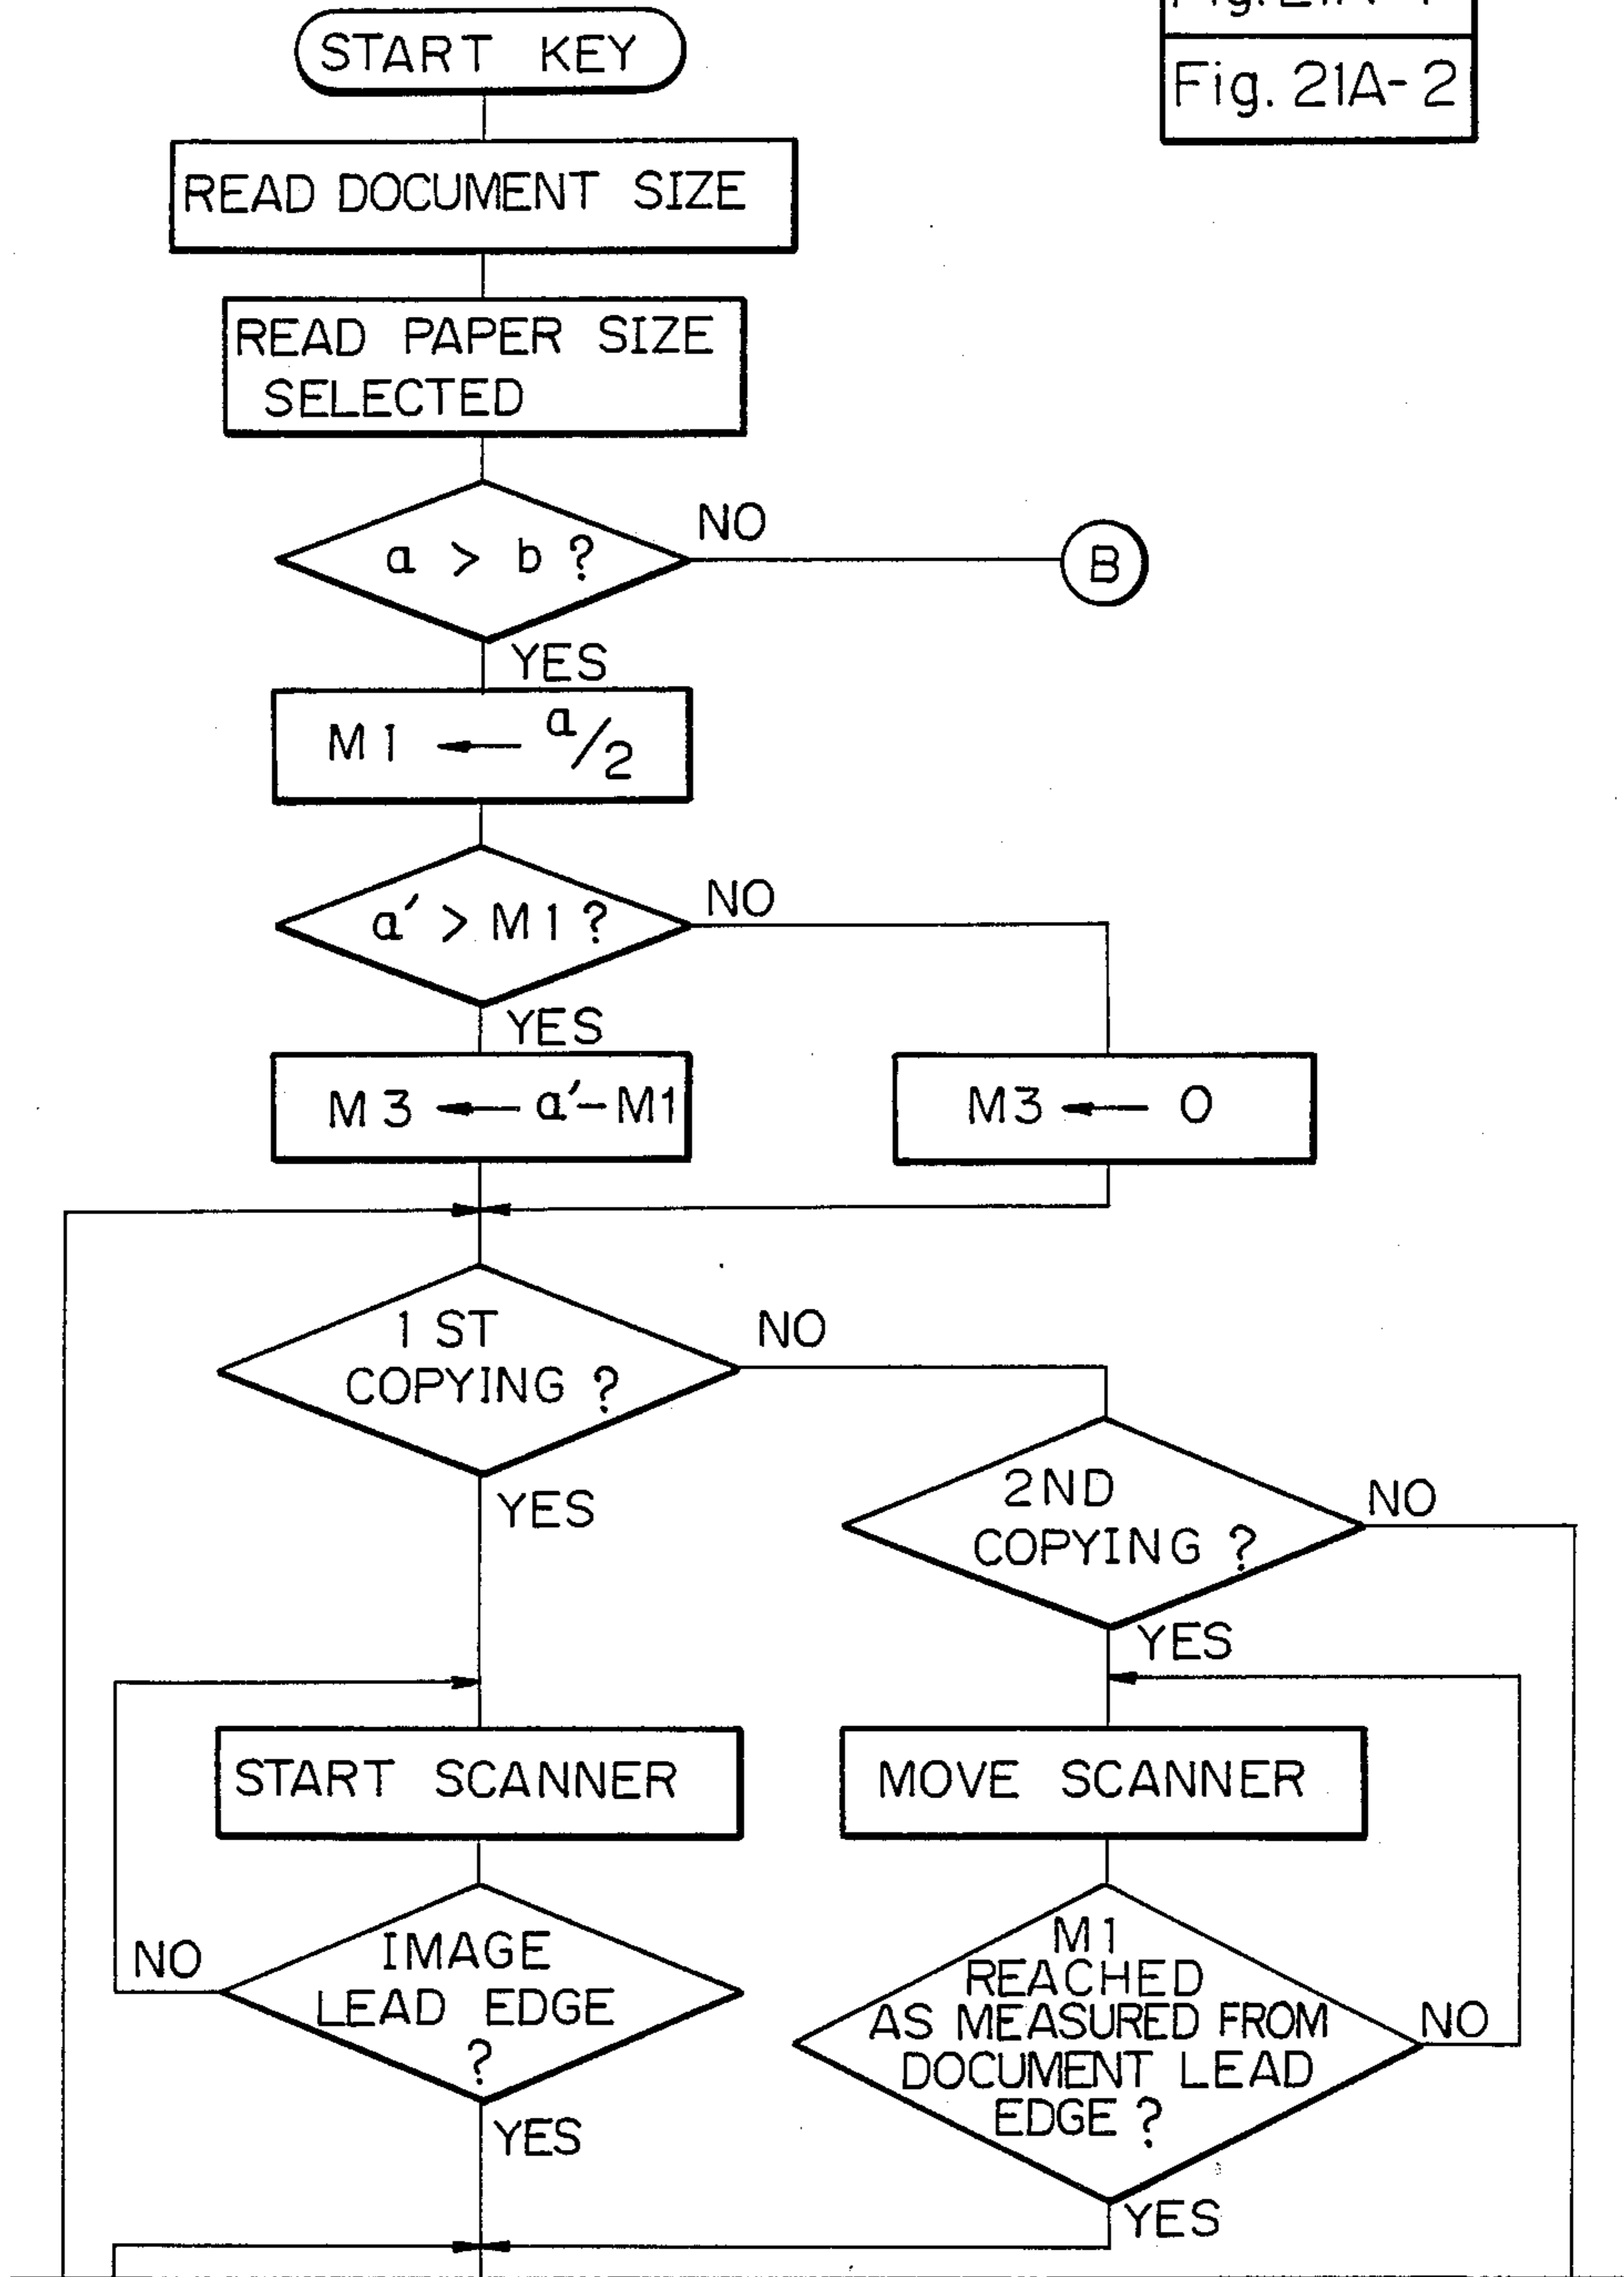 Fig. 21A-2
START KEY
READ DOCUMENT SIZE
READ PAPER SIZE
SELECTED
a > b ?
NO
B
YES
M1 ← a/2
a′ > M1 ?
NO
YES
M3 ← a′-M1
M3 ← 0
1 ST
COPYING ?
NO
YES
2ND
COPYING ?
NO
YES
START SCANNER
MOVE SCANNER
IMAGE
LEAD EDGE
?
NO
YES
M1
REACHED
AS MEASURED FROM
DOCUMENT LEAD
EDGE ?
NO
YES